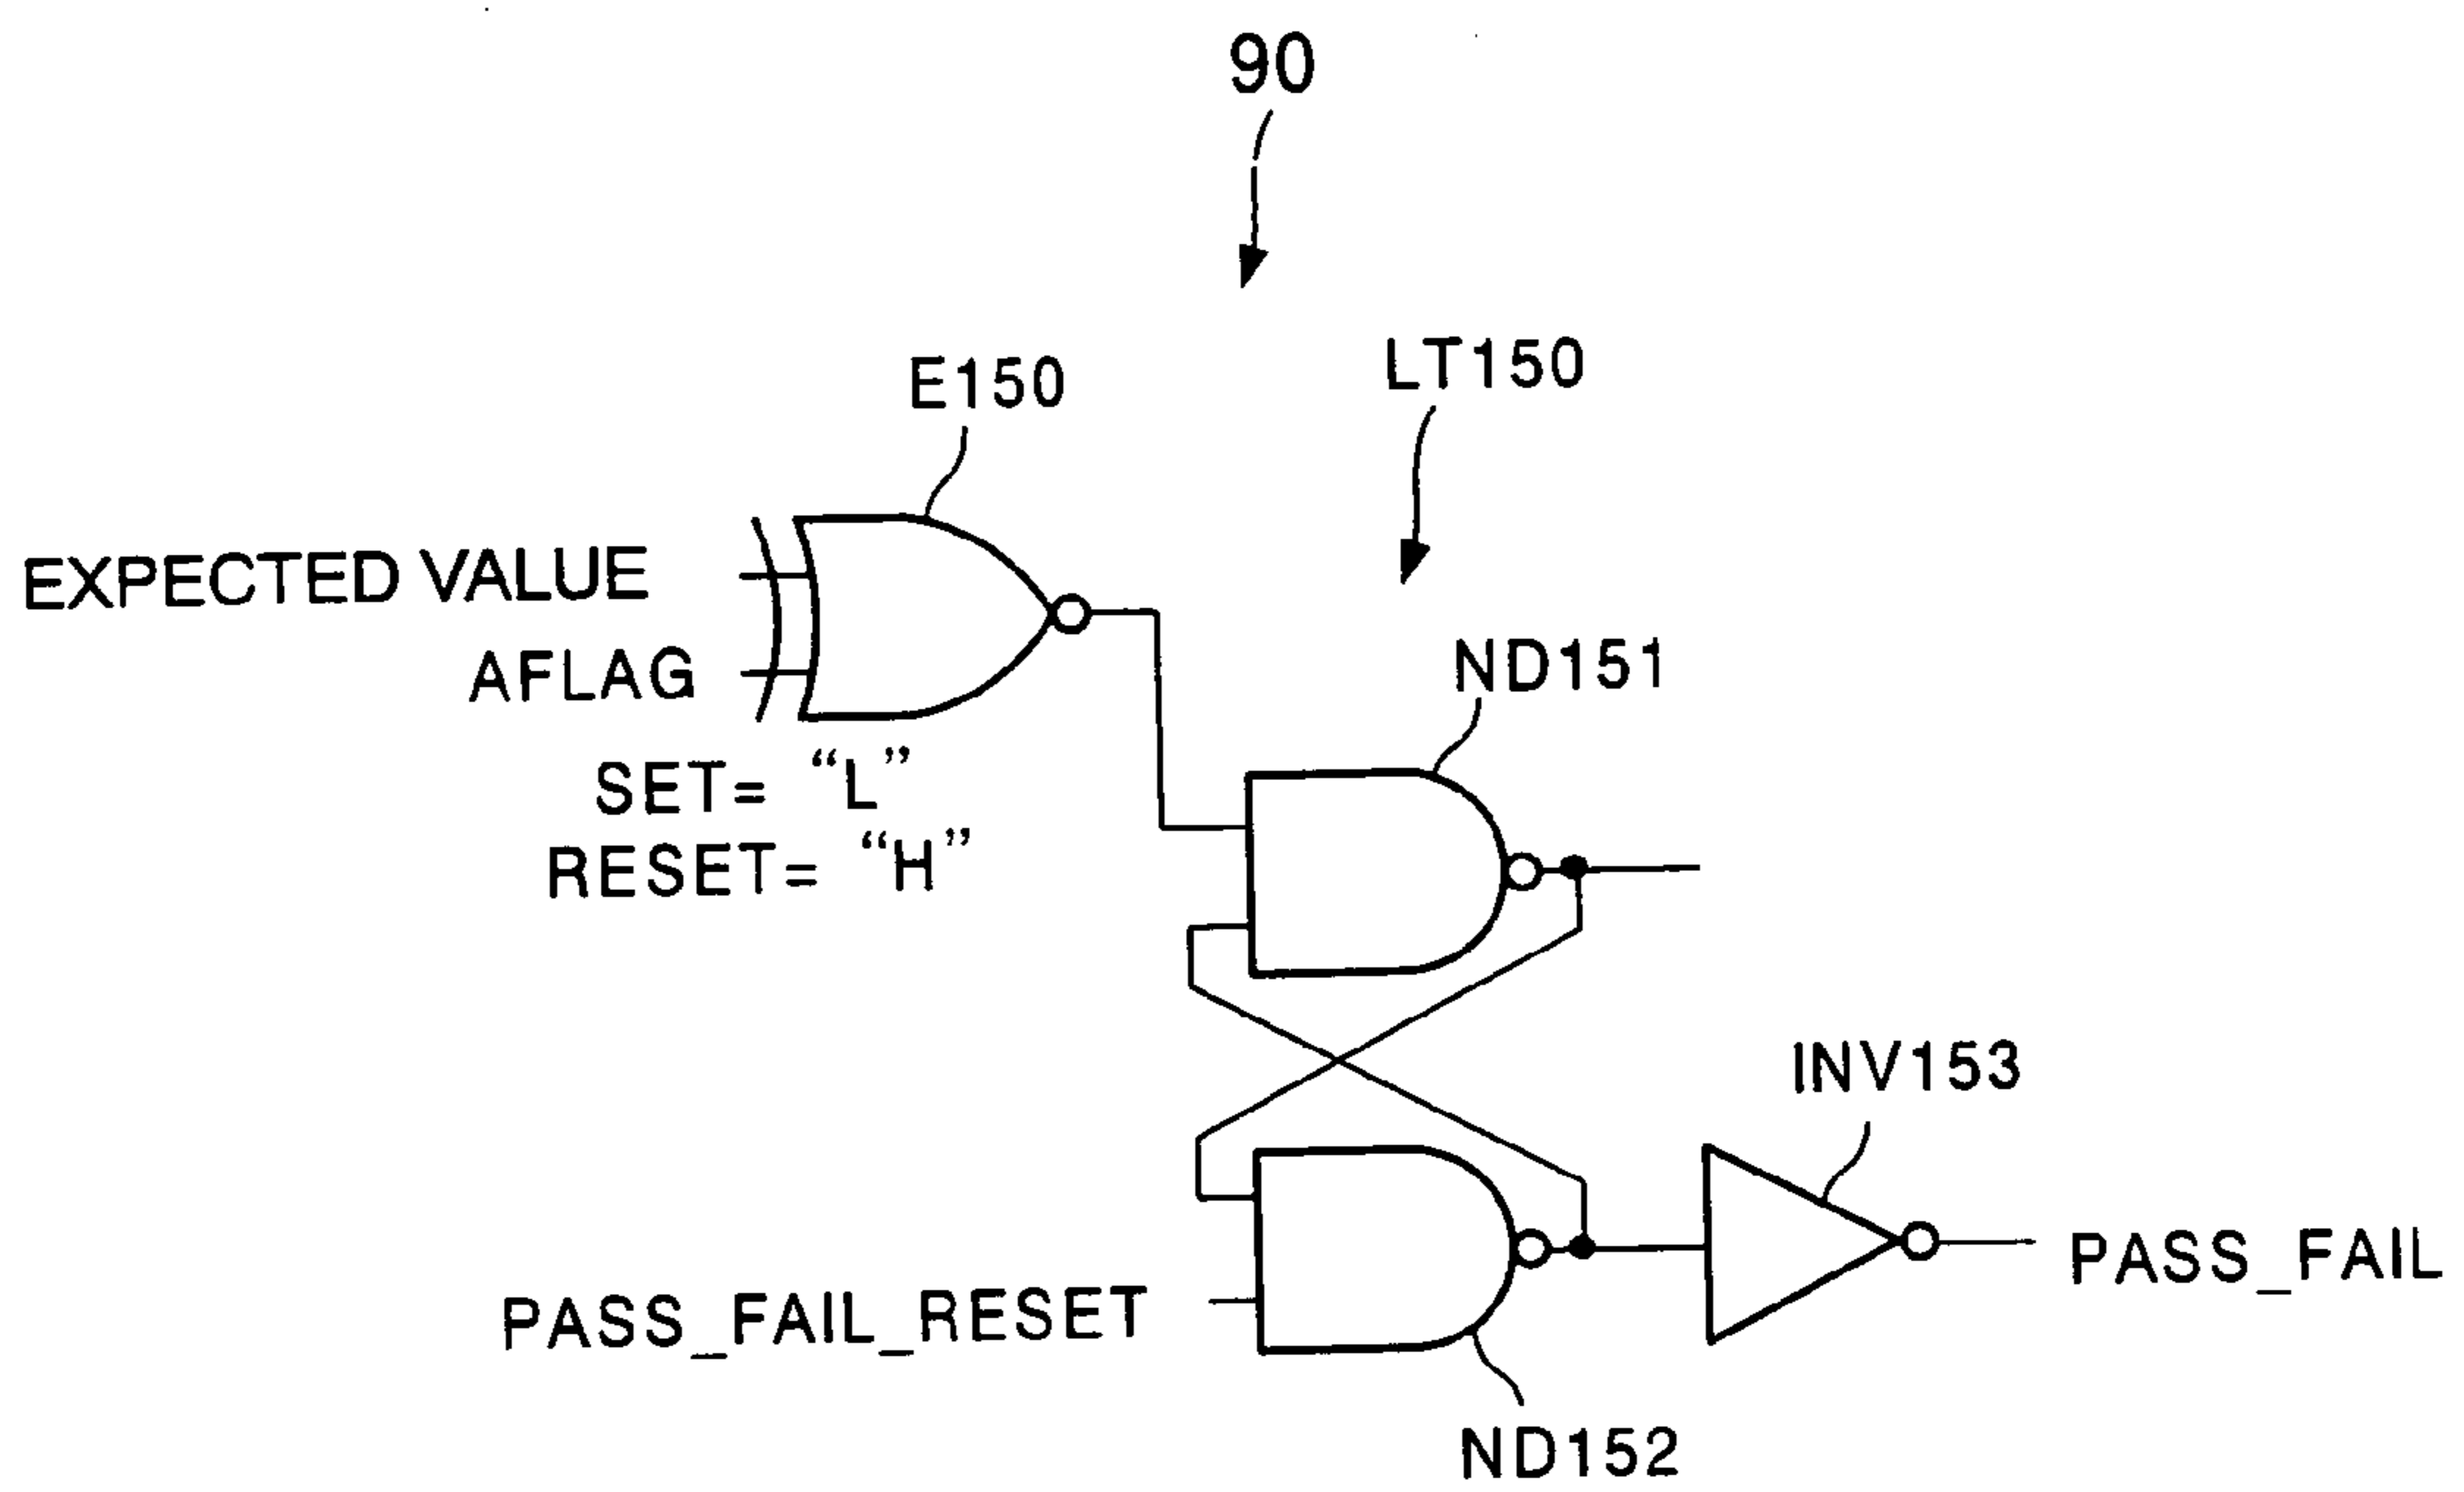 90
E150
LT150
EXPECTED VALUE
AFLAG
ND151
SET= “L”
RESET= “H”
INV153
PASS_FAIL
PASS_FAIL_RESET
ND152